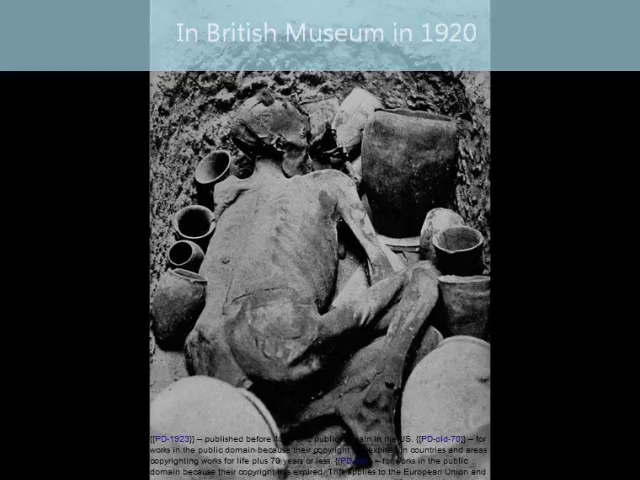 In British Museum in 1920
{{PD-1923}} – published before and public domain in the US. {{PD-old-70}} – for
works in the public domain because their copyright has expired in countries and areas
copyrighting works for life plus 70 years or less. – for works in the public
domain because their copyright has expired. This applies to the European Union and